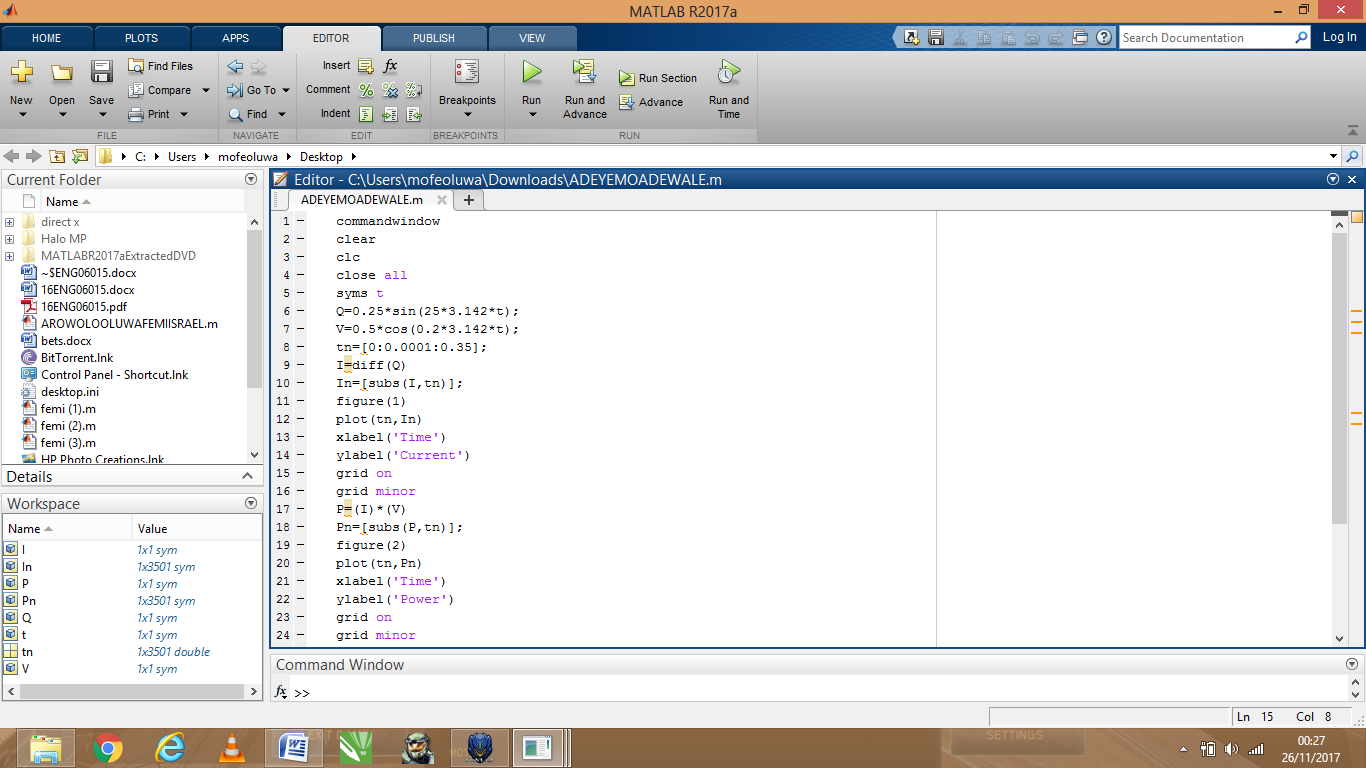 MATLAB R2017a
HOME PLOTS APPS EDITOR PUBLISH VIEW Search Documentation Log In
New Open Save Find Files Compare Print Go To Find Insert fx Comment Indent Breakpoints Run Run and Advance Run Section Advance Run and Time
FILE NAVIGATE EDIT BREAKPOINTS RUN
C: Users mofeoluwa Desktop
Current Folder
Name
direct x
Halo MP
MATLABR2017aExtractedDVD
~$ENG06015.docx
16ENG06015.docx
16ENG06015.pdf
AROWOLOOLUWAFEMIISRAEL.m
bets.docx
BitTorrent.lnk
Control Panel - Shortcut.lnk
desktop.ini
femi (1).m
femi (2).m
femi (3).m
HP Photo Creations.lnk
Details
Workspace
Name Value
I 1x1 sym
In 1x3501 sym
P 1x1 sym
Pn 1x3501 sym
Q 1x1 sym
t 1x1 sym
tn 1x3501 double
V 1x1 sym
Editor - C:\Users\mofeoluwa\Downloads\ADEYEMOADEWALE.m
ADEYEMOADEWALE.m
1 – commandwindow
2 – clear
3 – clc
4 – close all
5 – syms t
6 – Q=0.25*sin(25*3.142*t);
7 – V=0.5*cos(0.2*3.142*t);
8 – tn=[0:0.0001:0.35];
9 – I=diff(Q)
10 – In=[subs(I,tn)];
11 – figure(1)
12 – plot(tn,In)
13 – xlabel('Time')
14 – ylabel('Current')
15 – grid on
16 – grid minor
17 – P=(I)*(V)
18 – Pn=[subs(P,tn)];
19 – figure(2)
20 – plot(tn,Pn)
21 – xlabel('Time')
22 – ylabel('Power')
23 – grid on
24 – grid minor
Command Window
fx >>
Ln 15 Col 8
SETTINGS
00:27
26/11/2017